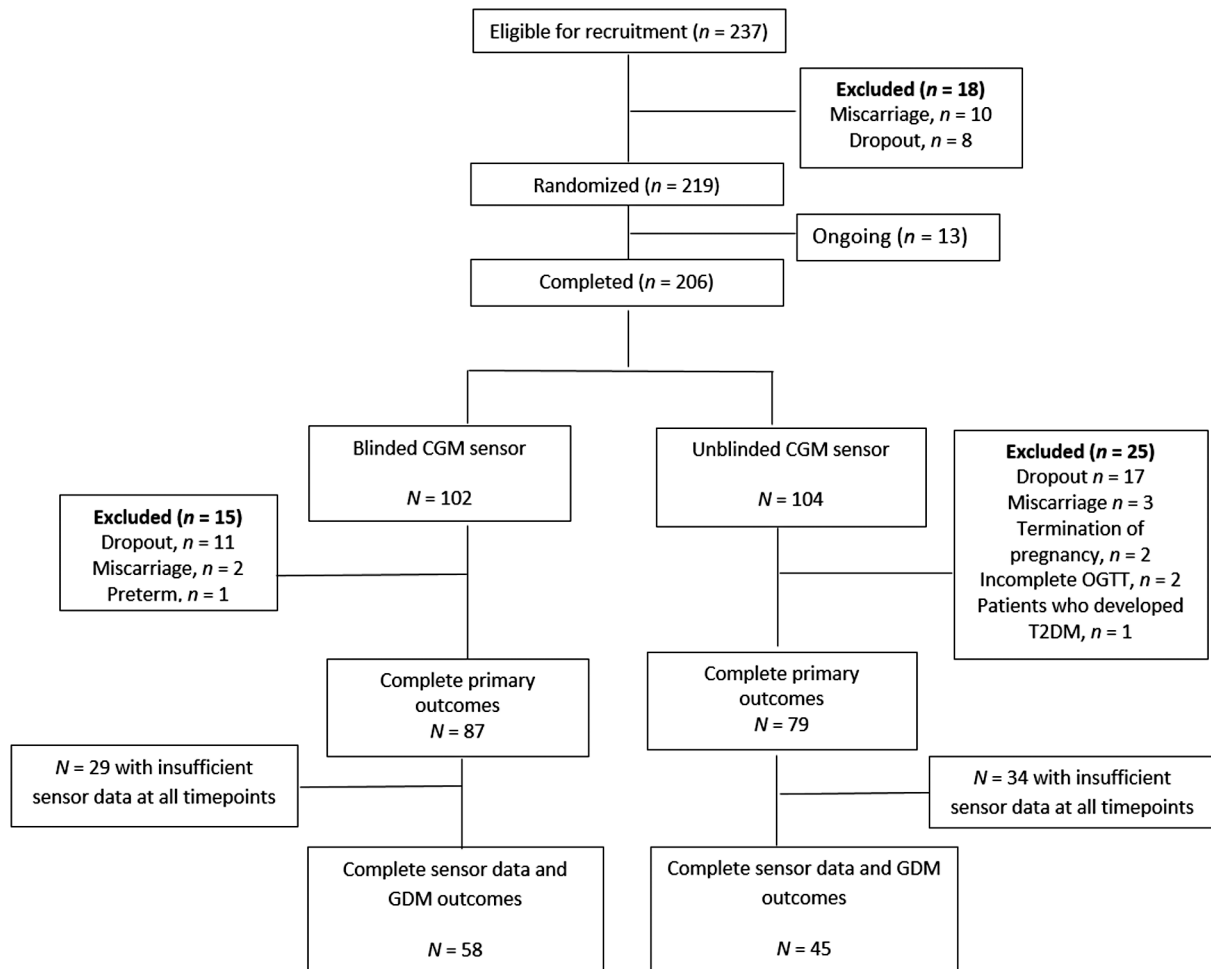 Eligible for recruitment (n = 237)
Excluded (n = 18)
Miscarriage, n = 10
Dropout, n = 8
Randomized (n = 219)
Ongoing (n = 13)
Completed (n = 206)
Blinded CGM sensor
N = 102
Unblinded CGM sensor
N = 104
Excluded (n = 15)
Dropout, n = 11
Miscarriage, n = 2
Preterm, n = 1
Excluded (n = 25)
Dropout n = 17
Miscarriage n = 3
Termination of
pregnancy, n = 2
Incomplete OGTT, n = 2
Patients who developed
T2DM, n = 1
Complete primary
outcomes
N = 87
Complete primary
outcomes
N = 79
N = 29 with insufficient
sensor data at all timepoints
N = 34 with insufficient
sensor data at all timepoints
Complete sensor data and
GDM outcomes
N = 58
Complete sensor data and GDM
outcomes
N = 45